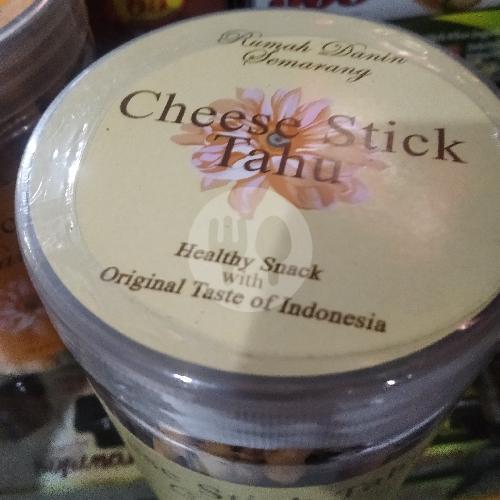 Rumah Danin
Semarang
Cheese Stick
Tahu
Healthy Snack
with
Original Taste of Indonesia